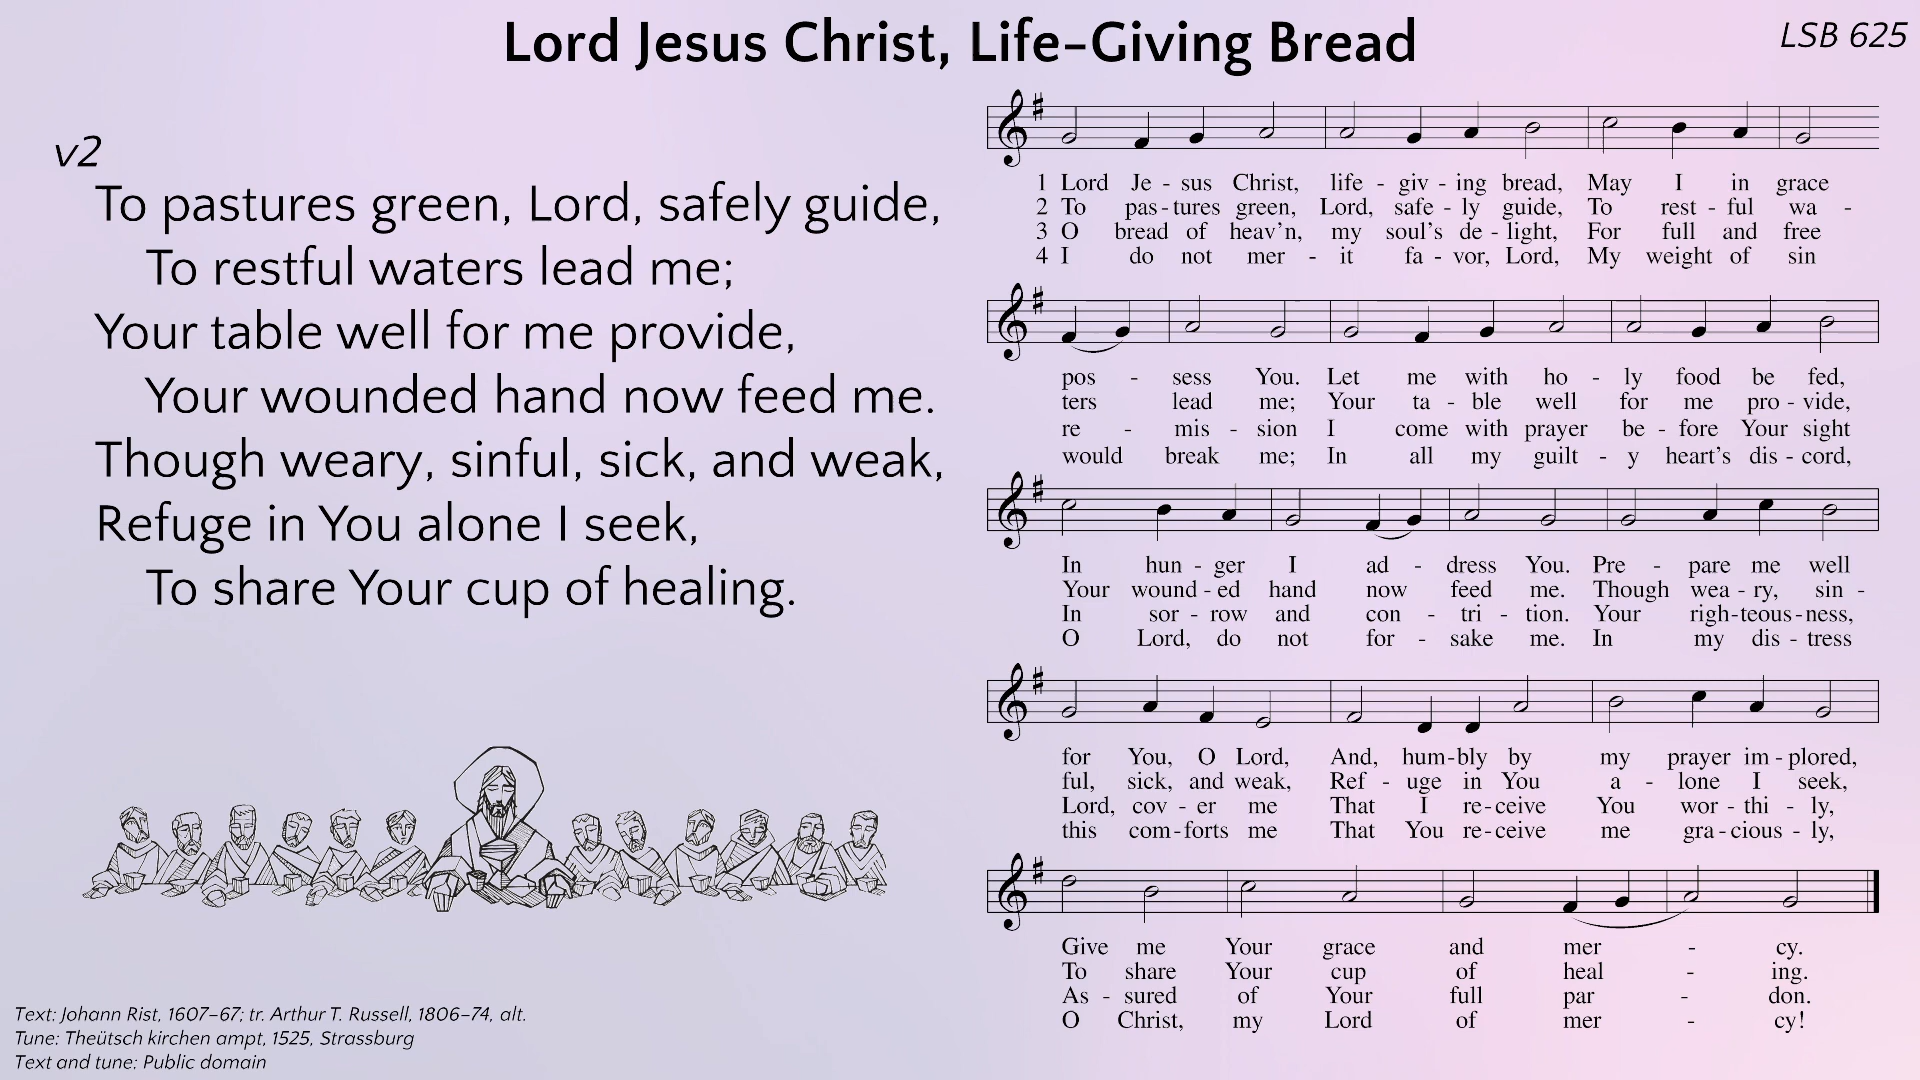 Lord Jesus Christ, Life-Giving Bread
LSB 625
v2
To pastures green, Lord, safely guide,
To restful waters lead me;
Your table well for me provide,
Your wounded hand now feed me.
Though weary, sinful, sick, and weak,
Refuge in You alone I seek,
To share Your cup of healing.
1 Lord Je - sus Christ, life - giv - ing bread, May I in grace
2 To pas - tures green, Lord, safe - ly guide, To rest - ful wa -
3 O bread of heav'n, my soul's de - light, For full and free
4 I do not mer - it fa - vor, Lord, My weight of sin
pos - sess You. Let me with ho - ly food be fed,
ters lead me; Your ta - ble well for me pro - vide,
re - mis - sion I come with prayer be - fore Your sight
would break me; In all my guilt - y heart's dis - cord,
In hun - ger I ad - dress You. Pre - pare me well
Your wound - ed hand now feed me. Though wea - ry, sin -
In sor - row and con - tri - tion. Your righ - teous - ness,
O Lord, do not for - sake me. In my dis - tress
for You, O Lord, And, hum - bly by my prayer im - plored,
ful, sick, and weak, Ref - uge in You a - lone I seek,
Lord, cov - er me That I re - ceive You wor - thi - ly,
this com - forts me That You re - ceive me gra - cious - ly,
Give me Your grace and mer - cy.
To share Your cup of heal - ing.
As - sured of Your full par - don.
O Christ, my Lord of mer - cy!
Text: Johann Rist, 1607–67; tr. Arthur T. Russell, 1806–74, alt.
Tune: Theütsch kirchen ampt, 1525, Strassburg
Text and tune: Public domain